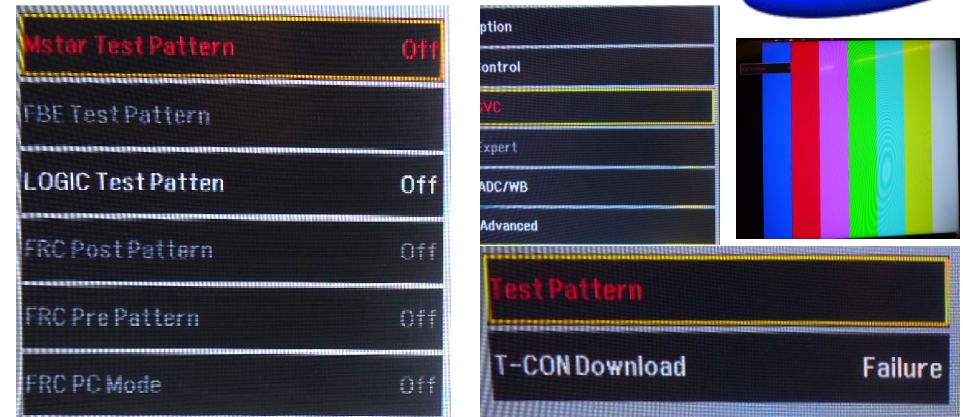 Mstar Test Pattern Off
FBE Test Pattern
LOGIC Test Patten Off
FRC Post Pattern Off
FRC Pre Pattern Off
FRC PC Mode Off
ption
ontrol
SVC
Expert
ADC/WB
Advanced
Test Pattern
T-CON Download Failure